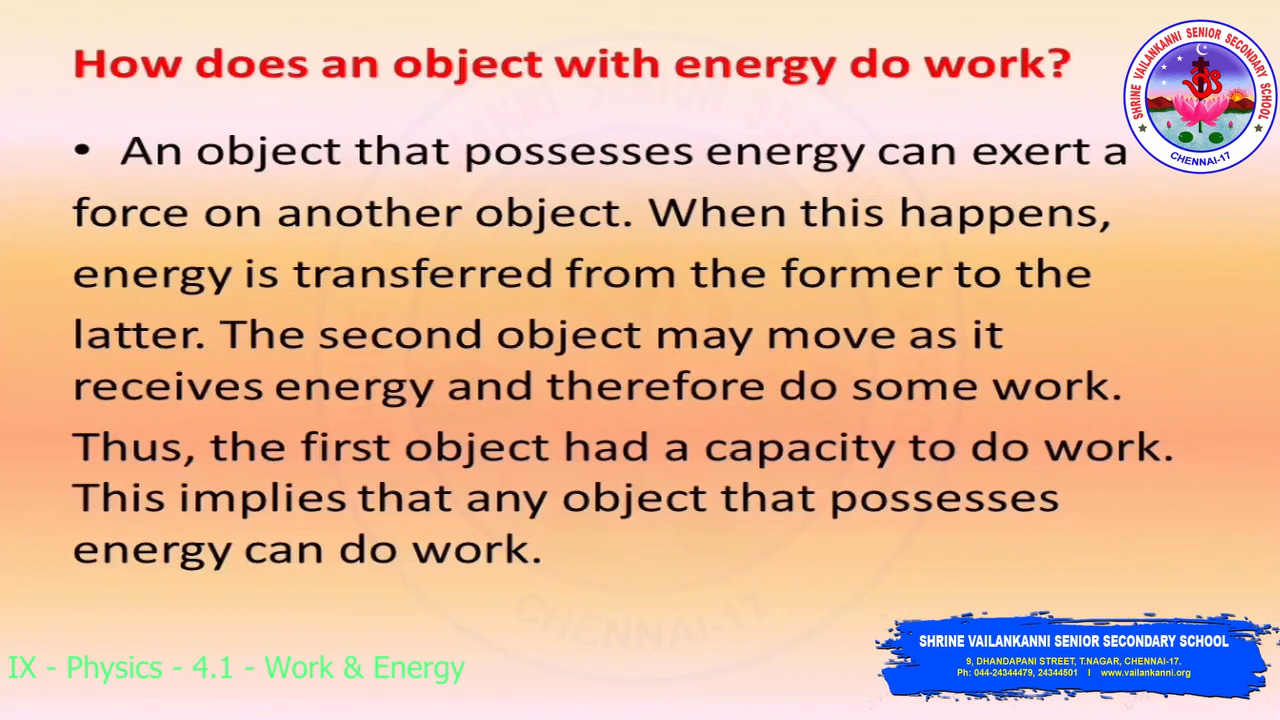 How does an object with energy do work?
• An object that possesses energy can exert a
force on another object. When this happens,
energy is transferred from the former to the
latter. The second object may move as it
receives energy and therefore do some work.
Thus, the first object had a capacity to do work.
This implies that any object that possesses
energy can do work.
SHRINE VAILANKANNI SENIOR SECONDARY SCHOOL
CHENNAI-17
CHENNAI-17
IX - Physics - 4.1 - Work & Energy
SHRINE VAILANKANNI SENIOR SECONDARY SCHOOL
9, DHANDAPANI STREET, T.NAGAR, CHENNAI-17.
Ph: 044-24344479, 24344501 I www.vailankanni.org